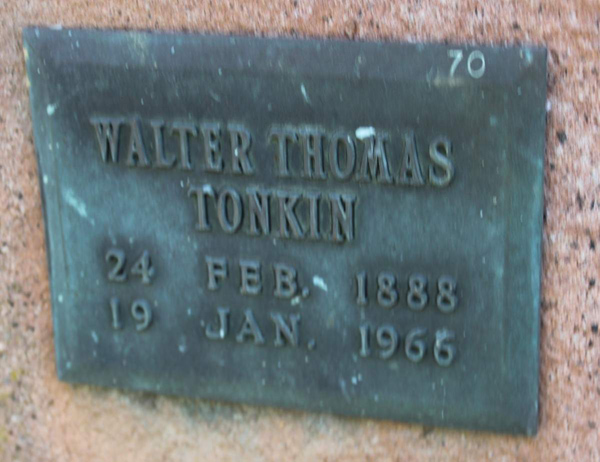 70
WALTER THOMAS
TONKIN
24 FEB. 1888
19 JAN. 1966